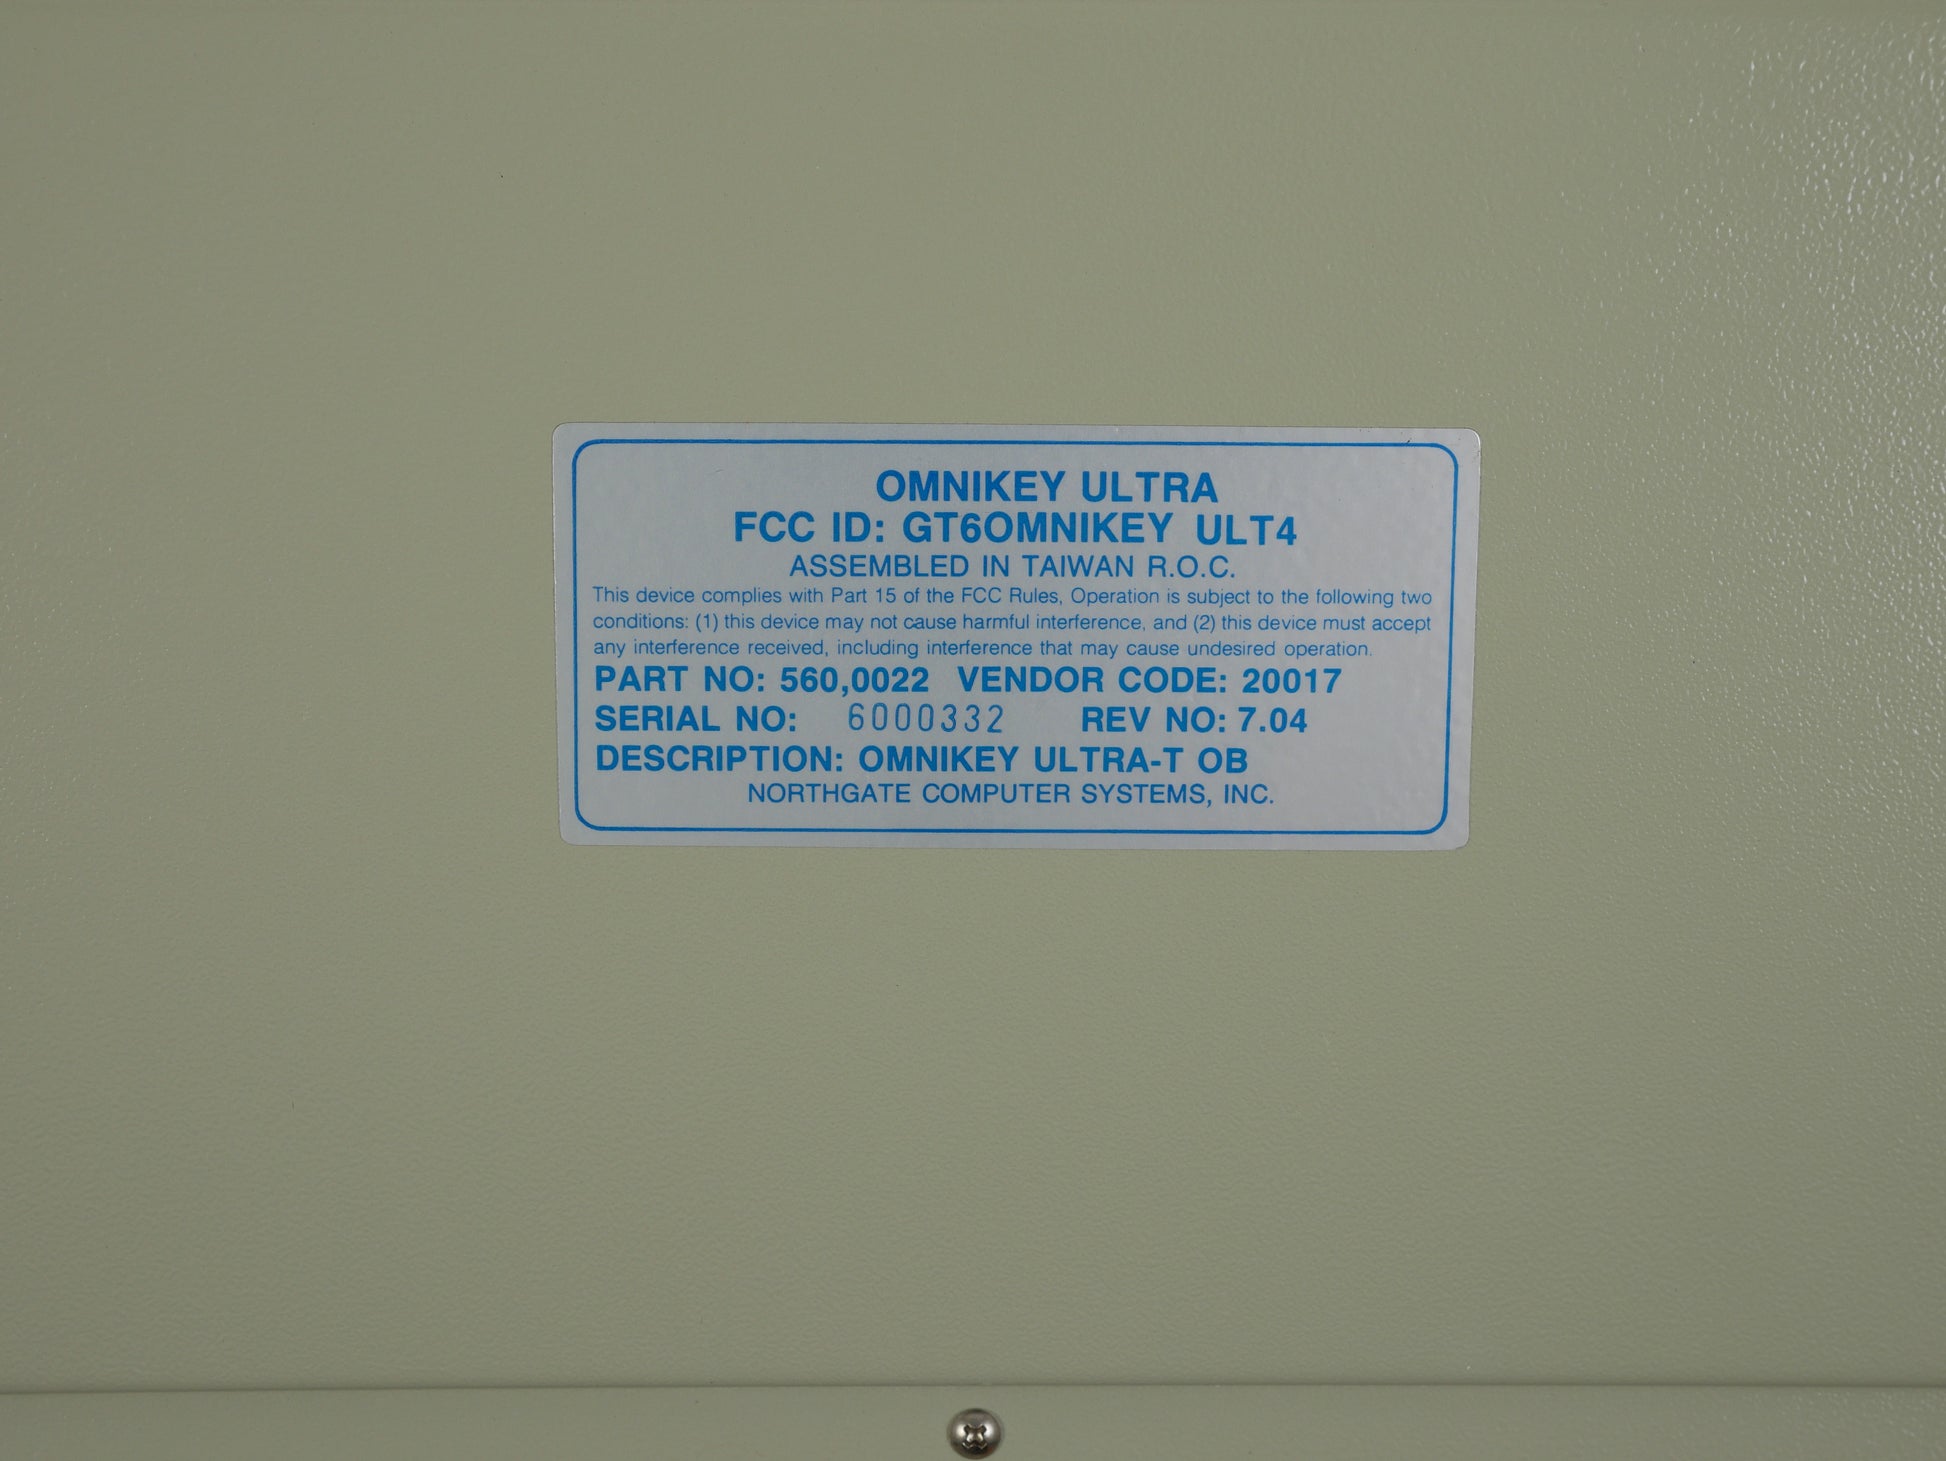 OMNIKEY ULTRA
FCC ID: GT6OMNIKEY ULT4
ASSEMBLED IN TAIWAN R.O.C.
This device complies with Part 15 of the FCC Rules, Operation is subject to the following two
conditions: (1) this device may not cause harmful interference, and (2) this device must accept
any interference received, including interference that may cause undesired operation.
PART NO: 560,0022 VENDOR CODE: 20017
SERIAL NO: 6000332 REV NO: 7.04
DESCRIPTION: OMNIKEY ULTRA-T OB
NORTHGATE COMPUTER SYSTEMS, INC.